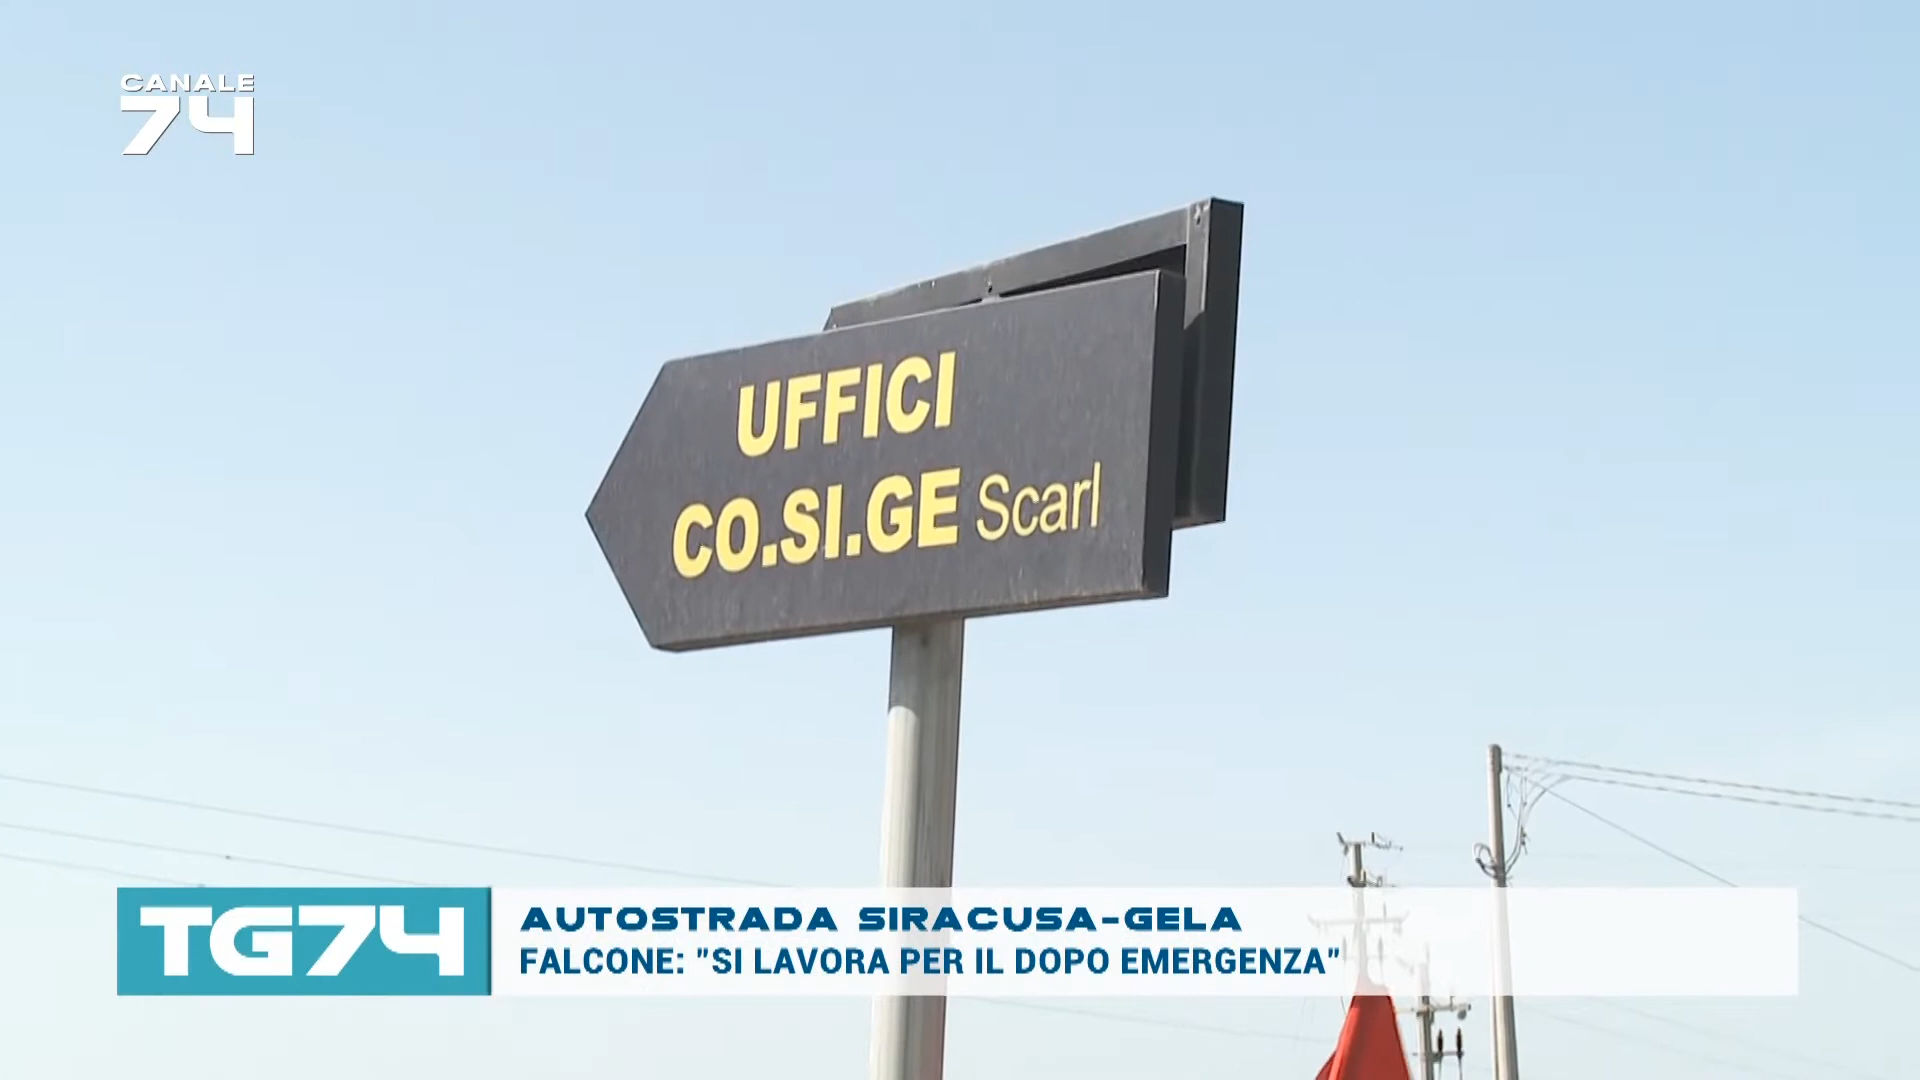 CANALE
74
UFFICI
CO.SI.GE Scarl
TG74
AUTOSTRADA SIRACUSA-GELA
FALCONE: "SI LAVORA PER IL DOPO EMERGENZA"